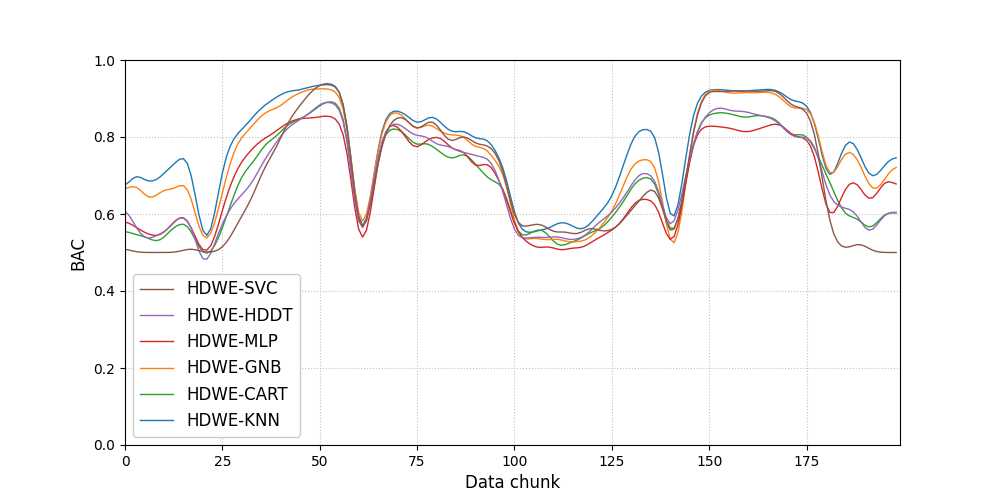 1.0
0.8
0.6
0.4
0.2
0.0
BAC
HDWE-SVC
HDWE-HDDT
HDWE-MLP
HDWE-GNB
HDWE-CART
HDWE-KNN
0 25 50 75 100 125 150 175
Data chunk